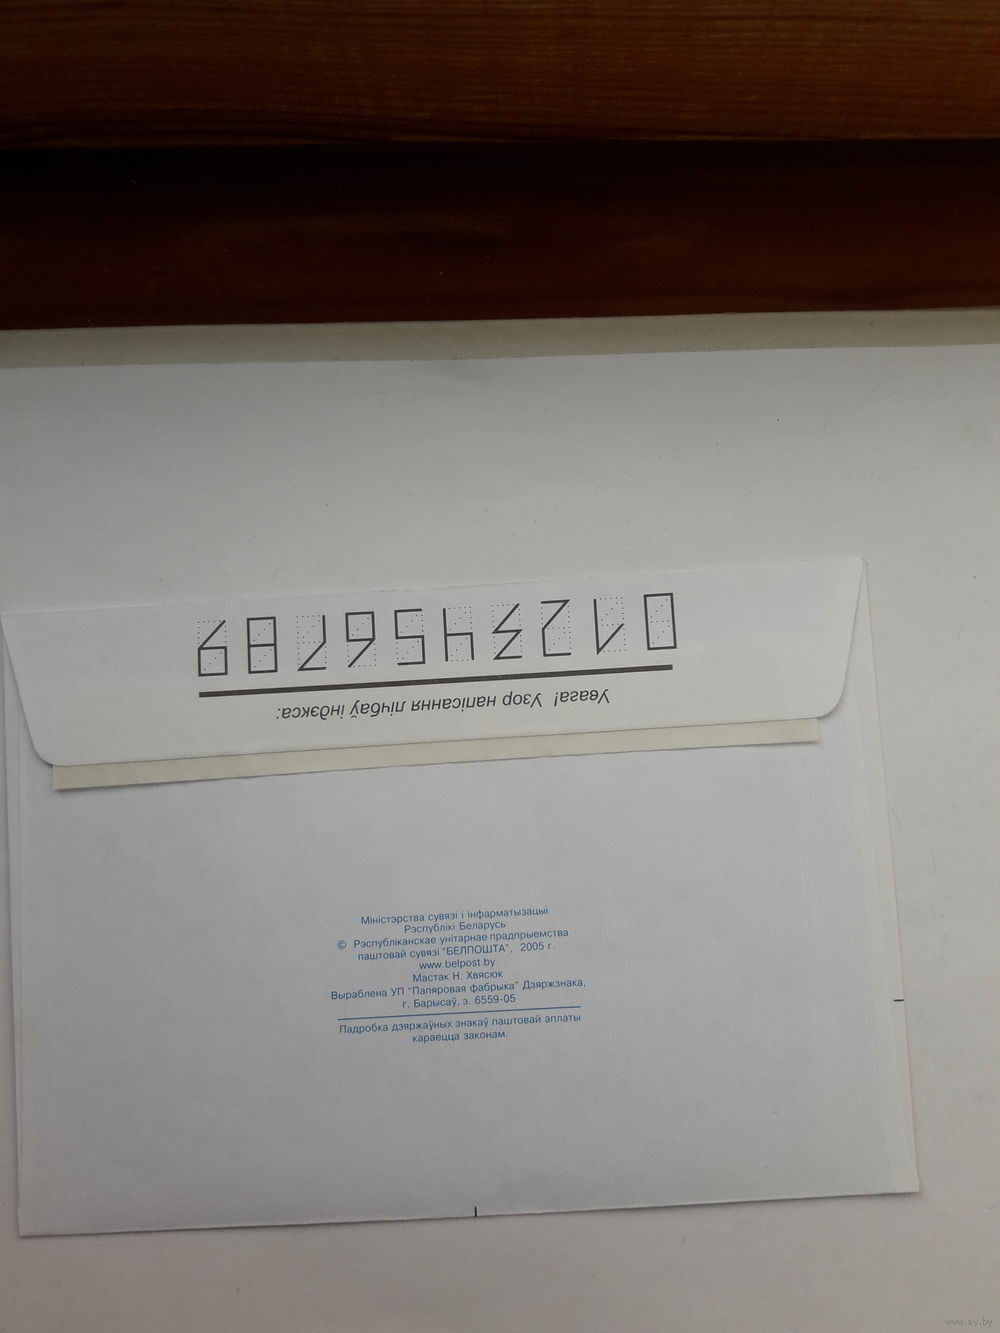 Увага! Узор напісання лічбаў індэкса:
0123456789
Міністэрства сувязі і інфарматызацыі
Рэспублікі Беларусь
© Рэспубліканскае унітарнае прадпрыемства
паштовай сувязі "БЕЛПОШТА", 2005 г.
www.belpost.by
Мастак Н. Хвясюк
Выраблена УП "Папяровая фабрыка" Дзяржзнака,
г. Барысаў, з. 6559-05
Падробка дзяржаўных знакаў паштовай аплаты
караецца законам.
www.ay.by